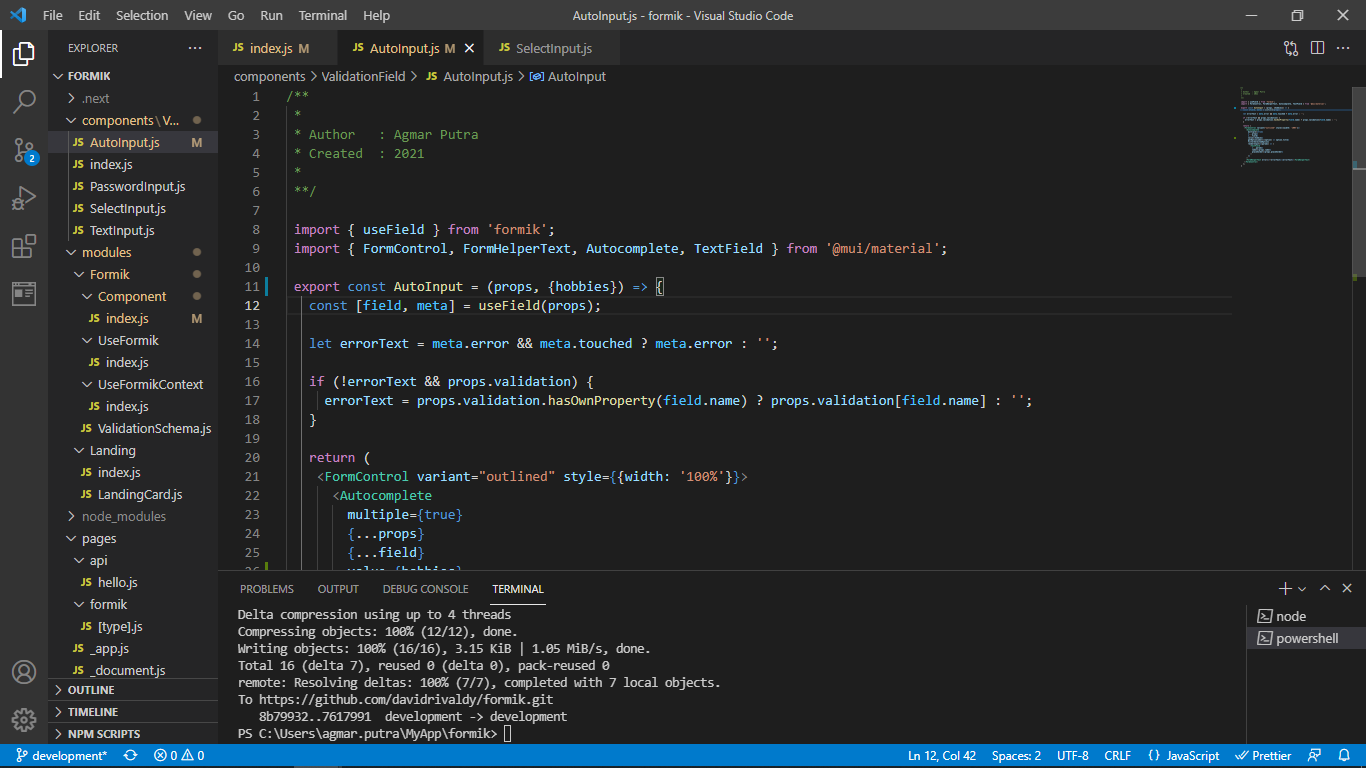 File Edit Selection View Go Run Terminal Help
AutoInput.js - formik - Visual Studio Code
EXPLORER
FORMIK
.next
components \ V...
JS AutoInput.js M
JS index.js
JS PasswordInput.js
JS SelectInput.js
JS TextInput.js
modules
Formik
Component
JS index.js M
UseFormik
JS index.js
UseFormikContext
JS index.js
JS ValidationSchema.js
Landing
JS index.js
JS LandingCard.js
node_modules
pages
api
JS hello.js
formik
JS [type].js
JS _app.js
JS _document.js
OUTLINE
TIMELINE
NPM SCRIPTS
2
JS index.js M
JS AutoInput.js M
JS SelectInput.js
components > ValidationField > JS AutoInput.js > AutoInput
1 /**
2 *
3 * Author : Agmar Putra
4 * Created : 2021
5 *
6 **/
7
8 import { useField } from 'formik';
9 import { FormControl, FormHelperText, Autocomplete, TextField } from '@mui/material';
10
11 export const AutoInput = (props, {hobbies}) => {
12 const [field, meta] = useField(props);
13
14 let errorText = meta.error && meta.touched ? meta.error : '';
15
16 if (!errorText && props.validation) {
17 errorText = props.validation.hasOwnProperty(field.name) ? props.validation[field.name] : '';
18 }
19
20 return (
21 <FormControl variant="outlined" style={{width: '100%'}}>
22 <Autocomplete
23 multiple={true}
24 {...props}
25 {...field}
26 value={hobbies}
PROBLEMS OUTPUT DEBUG CONSOLE TERMINAL
Delta compression using up to 4 threads
Compressing objects: 100% (12/12), done.
Writing objects: 100% (16/16), 3.15 KiB | 1.05 MiB/s, done.
Total 16 (delta 7), reused 0 (delta 0), pack-reused 0
remote: Resolving deltas: 100% (7/7), completed with 7 local objects.
To https://github.com/davidrivaldy/formik.git
8b79932..7617991 development -> development
PS C:\Users\agmar.putra\MyApp\formik>
node
powershell
development* 0 0
Ln 12, Col 42 Spaces: 2 UTF-8 CRLF {} JavaScript Prettier